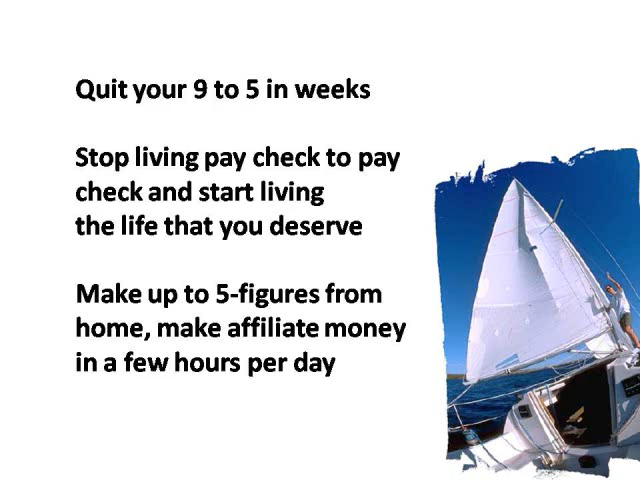 Quit your 9 to 5 in weeks
Stop living pay check to pay
check and start living
the life that you deserve
Make up to 5-figures from
home, make affiliate money
in a few hours per day